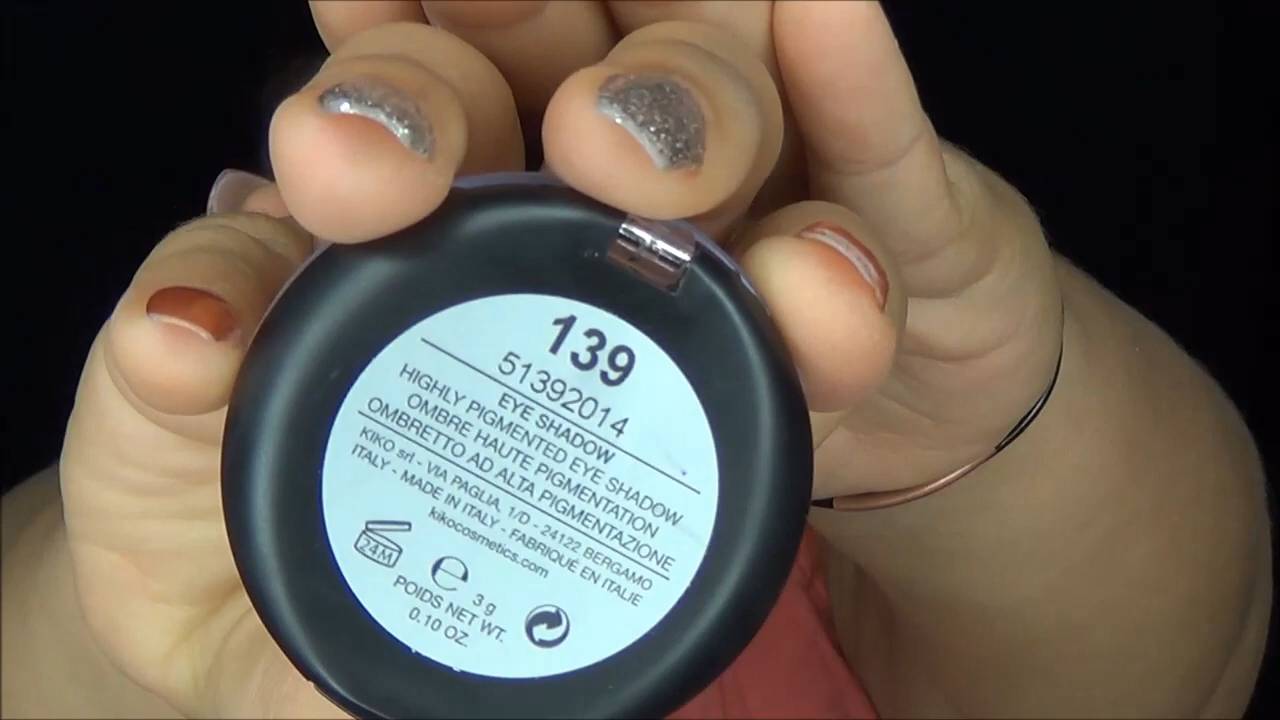 139
51392014
EYE SHADOW
HIGHLY PIGMENTED EYE SHADOW
OMBRE HAUTE PIGMENTATION
OMBRETTO AD ALTA PIGMENTAZIONE
KIKO srl - VIA PAGLIA, 1/D - 24122 BERGAMO
ITALY - MADE IN ITALY - FABRIQUÉ EN ITALIE
kikocosmetics.com
24M
e 3 g
POIDS NET WT.
0.10 OZ.